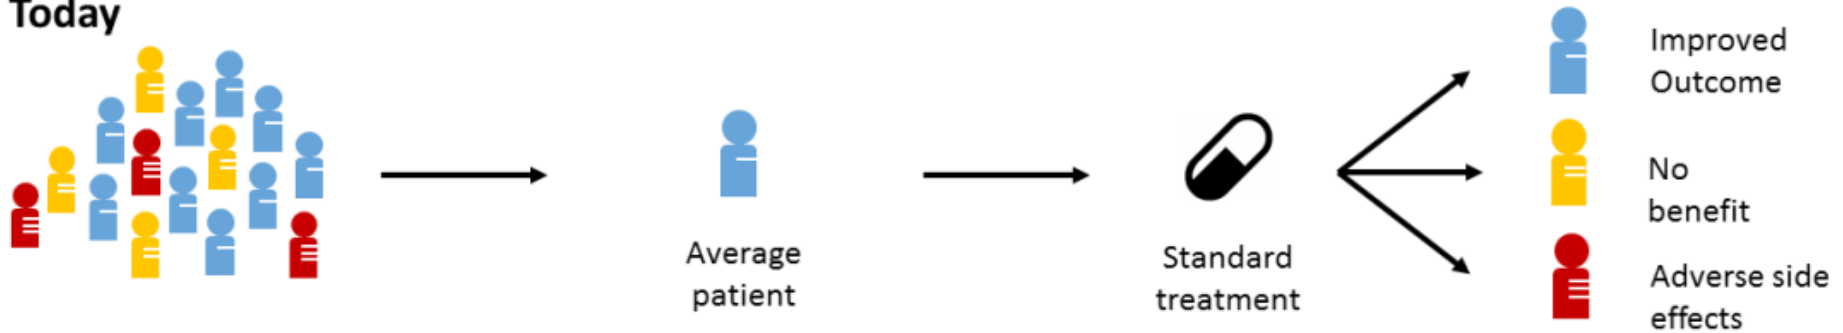 Today
Average
patient
Standard
treatment
Improved
Outcome
No
benefit
Adverse side
effects